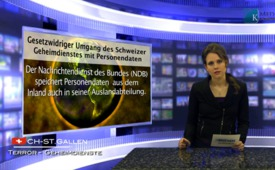 K
Gesetzwidriger Umgang des Schweizer
Geheimdienstes mit Personendaten
Der Nachrichtendienst des Bundes (NDB)
speichert Personendaten aus dem
Inland auch in seiner Auslandabteilung.
CH-ST.GALLEN
TERROR - GEHEIMDIENSTE